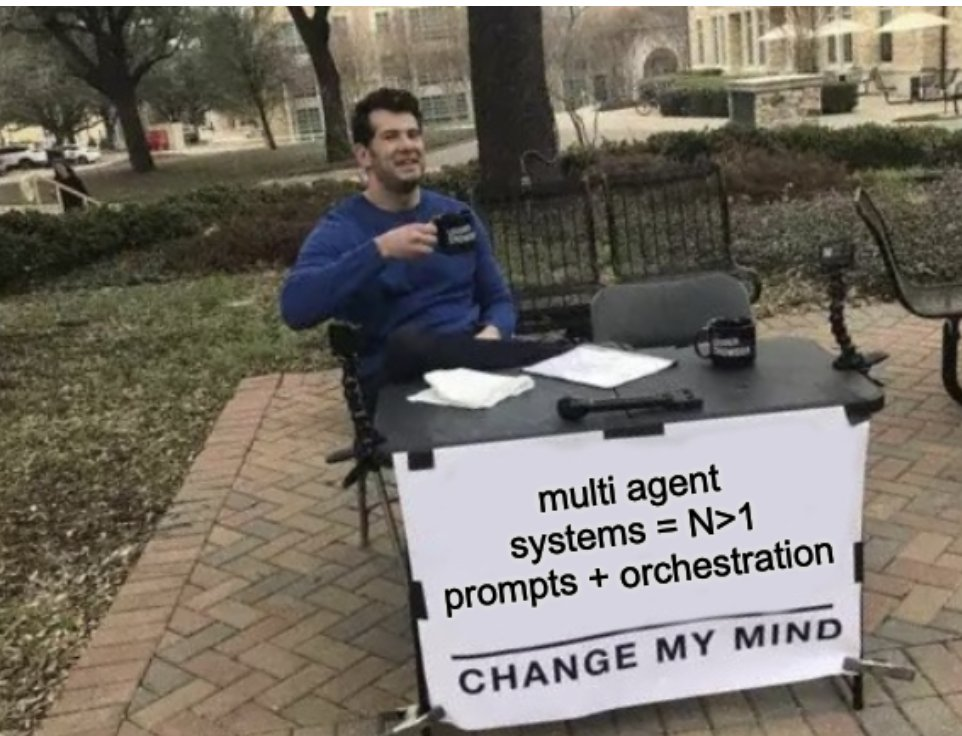 multi agent
systems = N>1
prompts + orchestration
CHANGE MY MIND